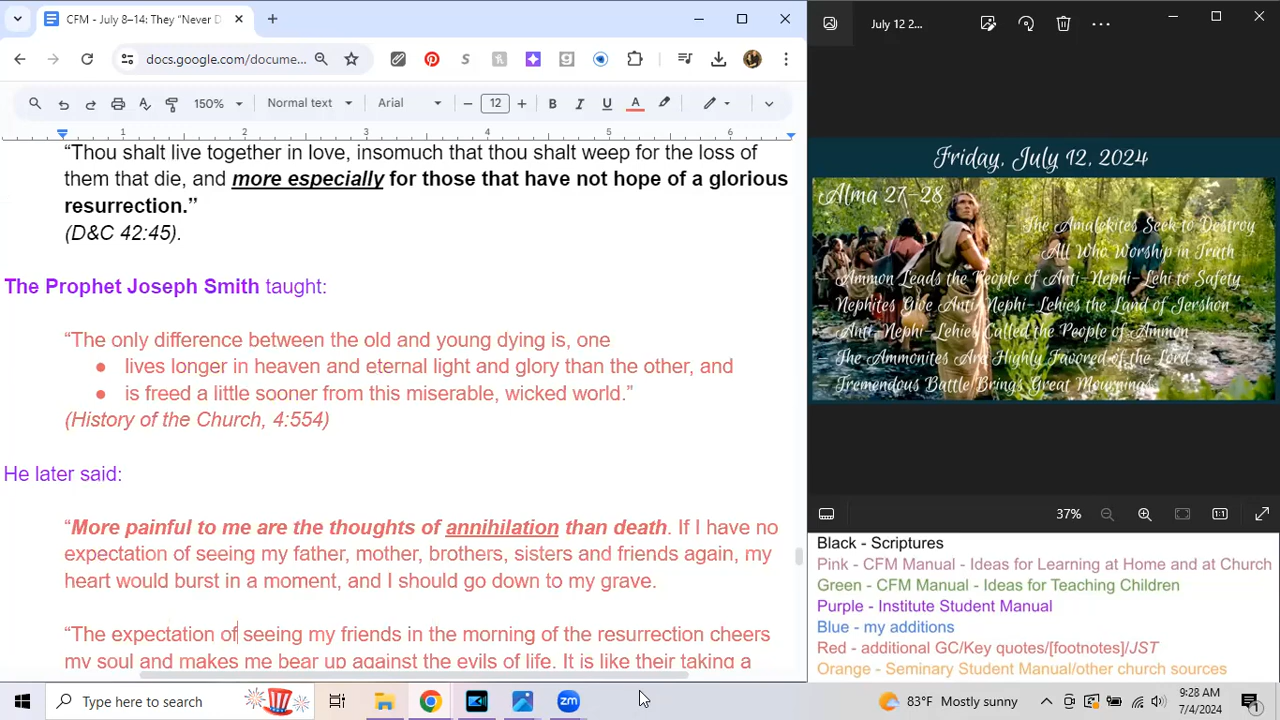 CFM - July 8–14: They “Never D
docs.google.com/docume...
150%
Normal text
Arial
12
B I U A
1 2 3 4 5 6
“Thou shalt live together in love, insomuch that thou shalt weep for the loss of
them that die, and more especially for those that have not hope of a glorious
resurrection.”
(D&C 42:45).
The Prophet Joseph Smith taught:
“The only difference between the old and young dying is, one
● lives longer in heaven and eternal light and glory than the other, and
● is freed a little sooner from this miserable, wicked world.”
(History of the Church, 4:554)
He later said:
“More painful to me are the thoughts of annihilation than death. If I have no
expectation of seeing my father, mother, brothers, sisters and friends again, my
heart would burst in a moment, and I should go down to my grave.
“The expectation of seeing my friends in the morning of the resurrection cheers
my soul and makes me bear up against the evils of life. It is like their taking a
July 12 2...
Friday, July 12, 2024
Alma 27-28
- The Amalekites Seek to Destroy
All Who Worship in Truth
- Ammon Leads the People of Anti-Nephi-Lehi to Safety
- Nephites Give Anti-Nephi-Lehies the Land of Jershon
- Anti-Nephi-Lehies Called the People of Ammon
- The Ammonites Are Highly Favored of the Lord
- Tremendous Battle Brings Great Mournings
37%
1:1
Black - Scriptures
Pink - CFM Manual - Ideas for Learning at Home and at Church
Green - CFM Manual - Ideas for Teaching Children
Purple - Institute Student Manual
Blue - my additions
Red - additional GC/Key quotes/[footnotes]/JST
Orange - Seminary Student Manual/other church sources
Type here to search
zm
83°F Mostly sunny
9:28 AM
7/4/2024
1